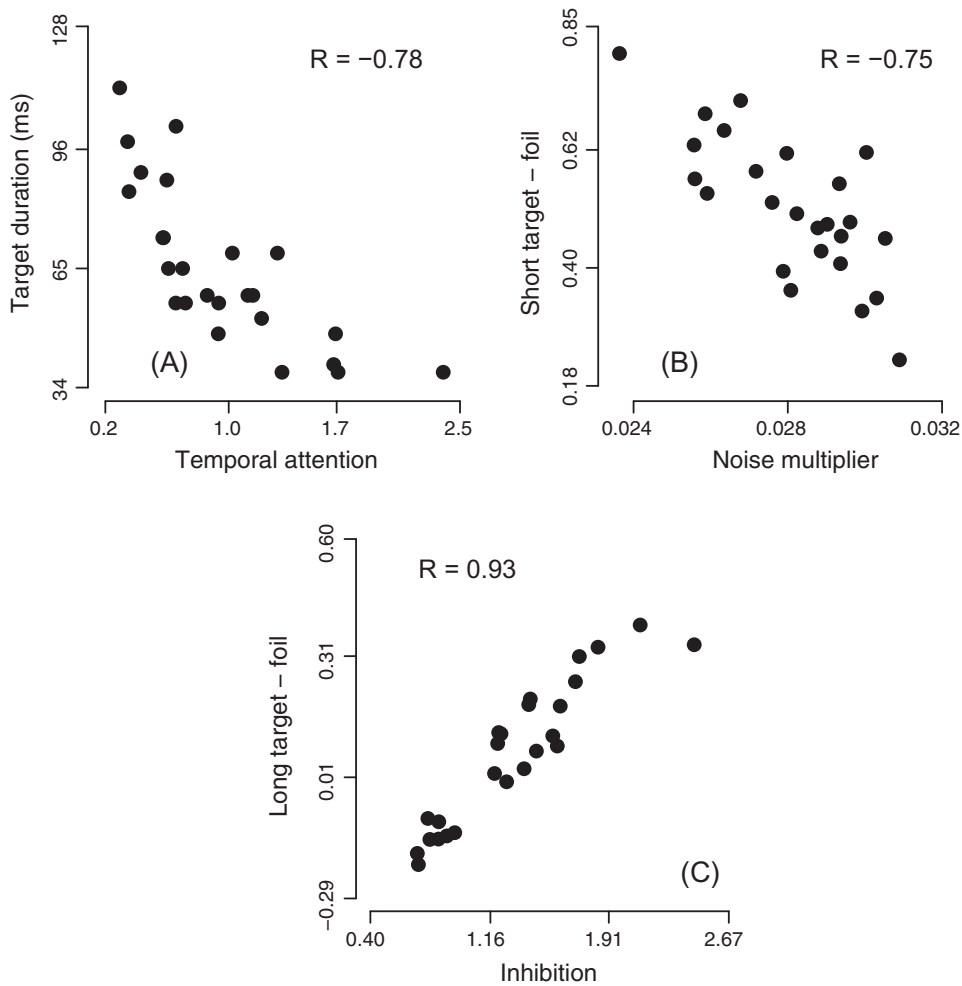 R = −0.78
Target duration (ms)
128
96
65
34
(A)
0.2 1.0 1.7 2.5
Temporal attention
R = −0.75
Short target − foil
0.85
0.62
0.40
0.18
(B)
0.024 0.028 0.032
Noise multiplier
R = 0.93
Long target − foil
0.60
0.31
0.01
−0.29
(C)
0.40 1.16 1.91 2.67
Inhibition